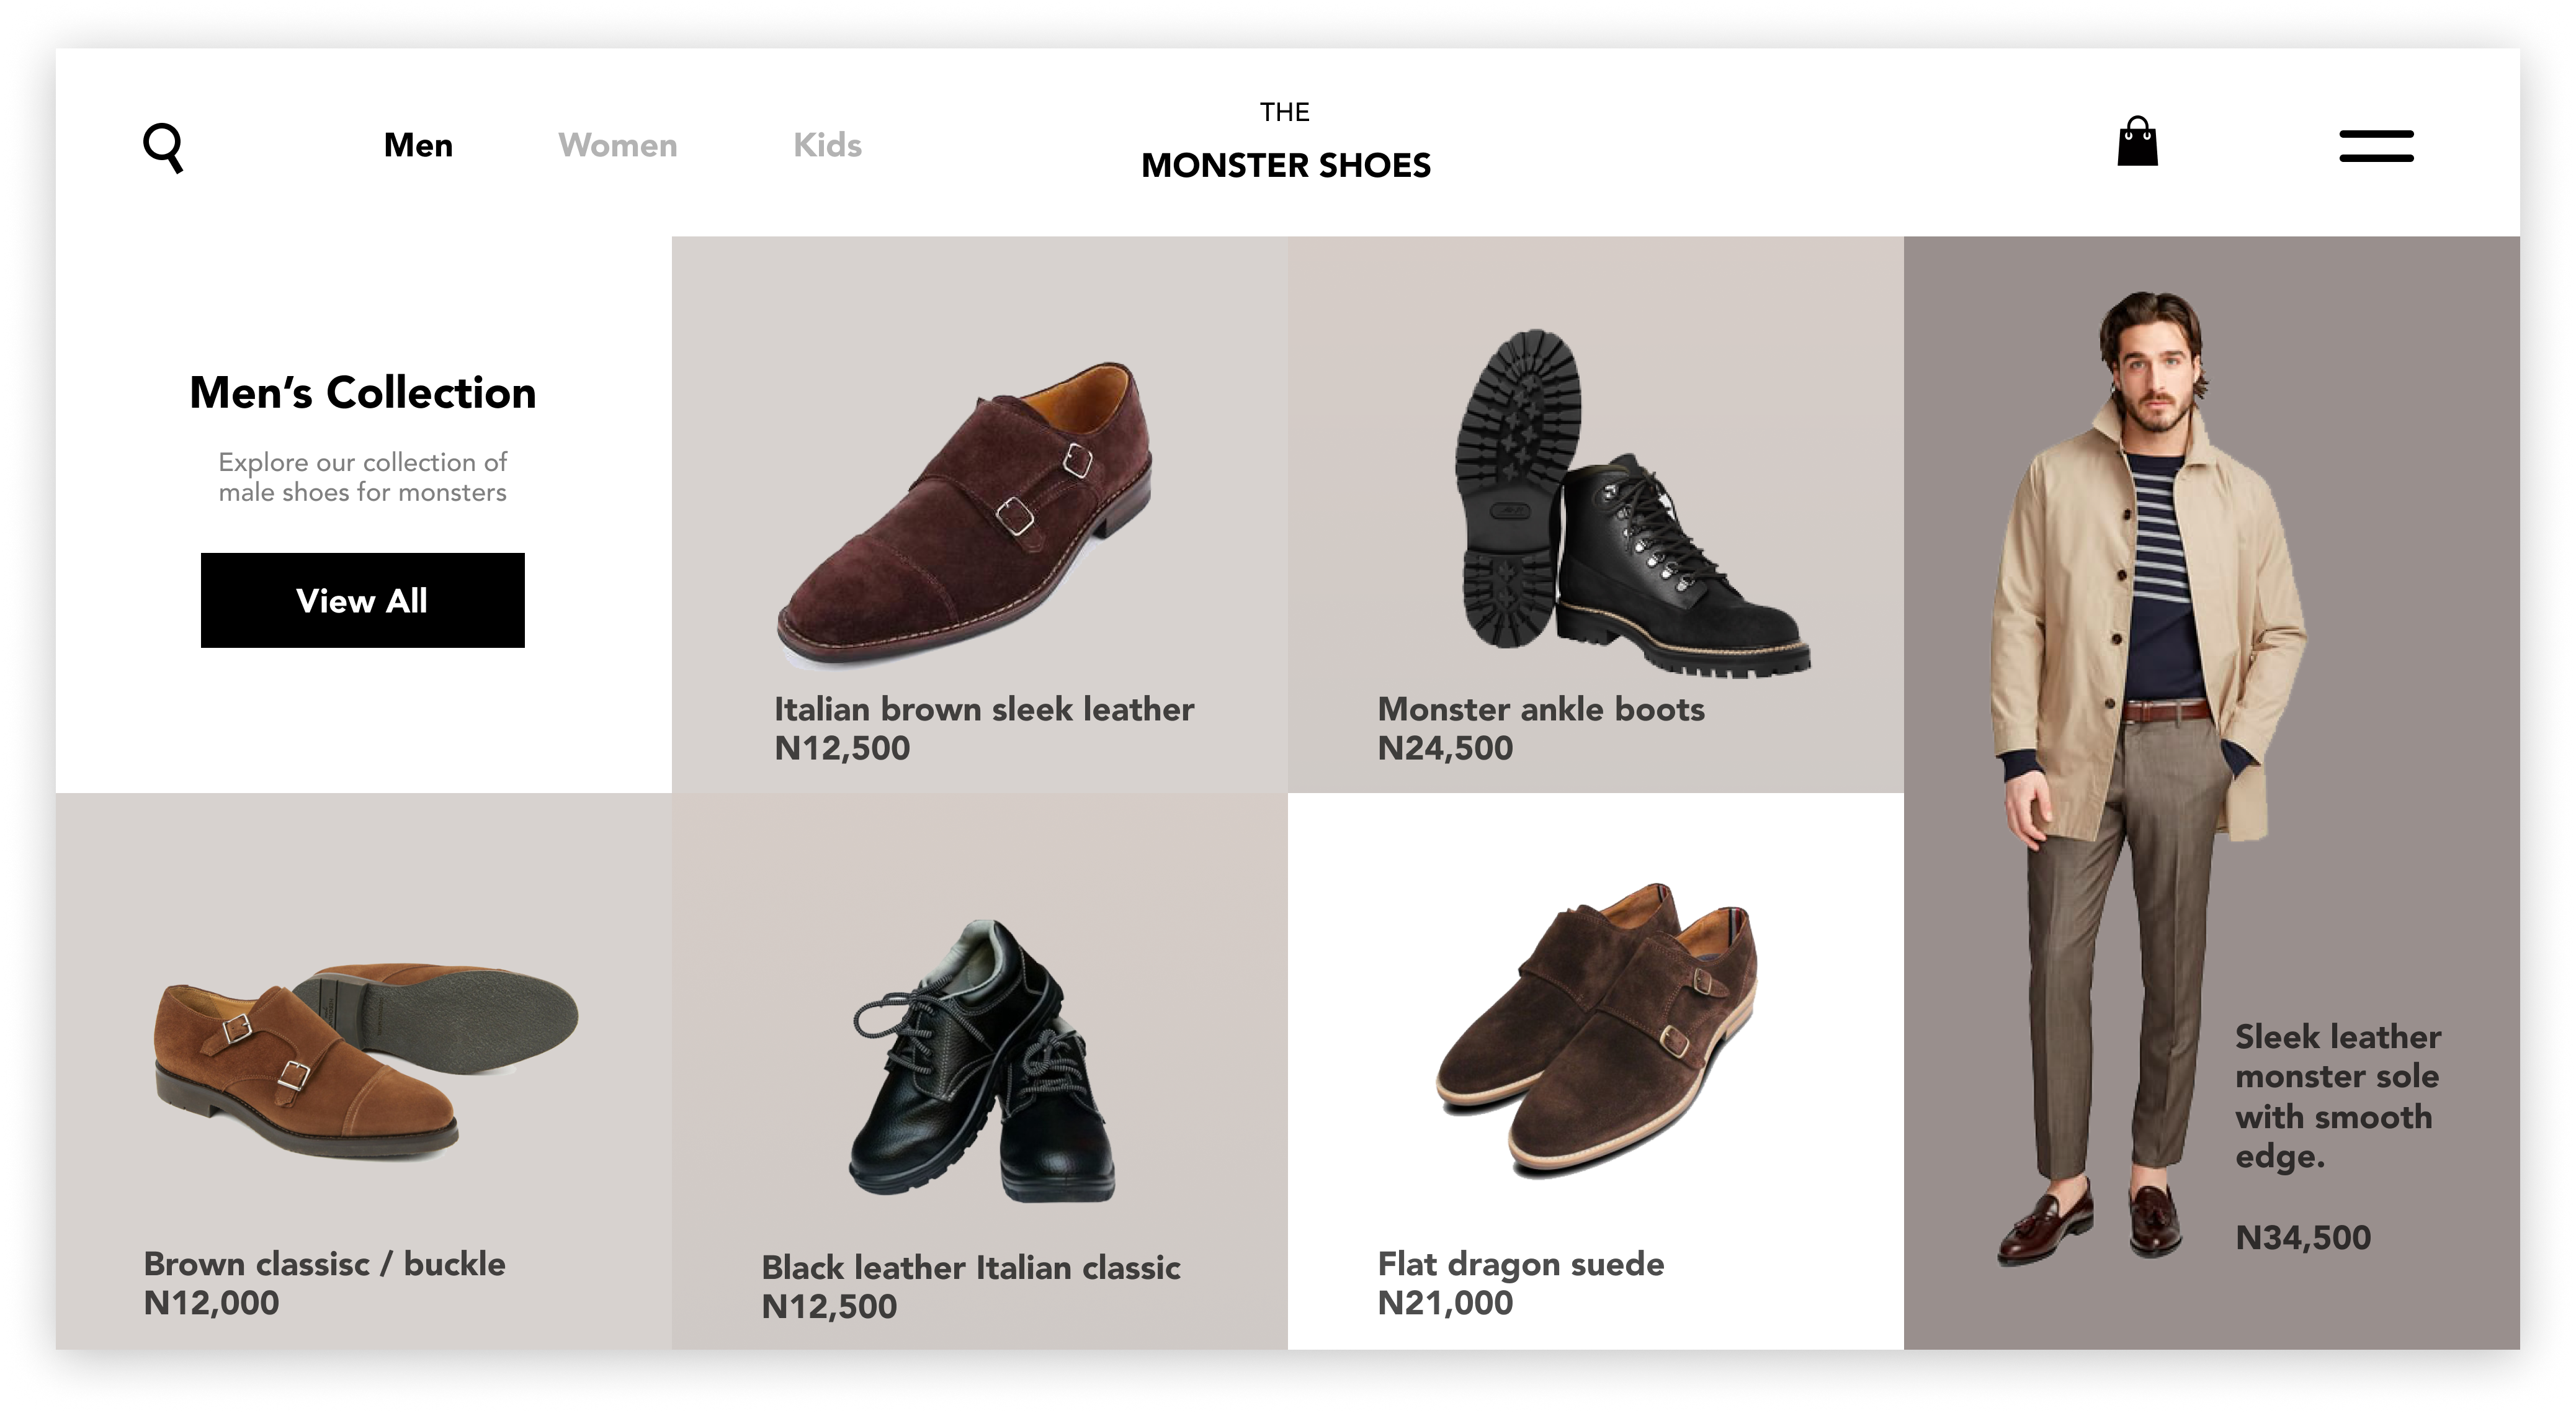 Men
Women
Kids
THE
MONSTER SHOES
Men’s Collection
Explore our collection of
male shoes for monsters
View All
Italian brown sleek leather
N12,500
Monster ankle boots
N24,500
Brown classisc / buckle
N12,000
Black leather Italian classic
N12,500
Flat dragon suede
N21,000
Sleek leather
monster sole
with smooth
edge.
N34,500